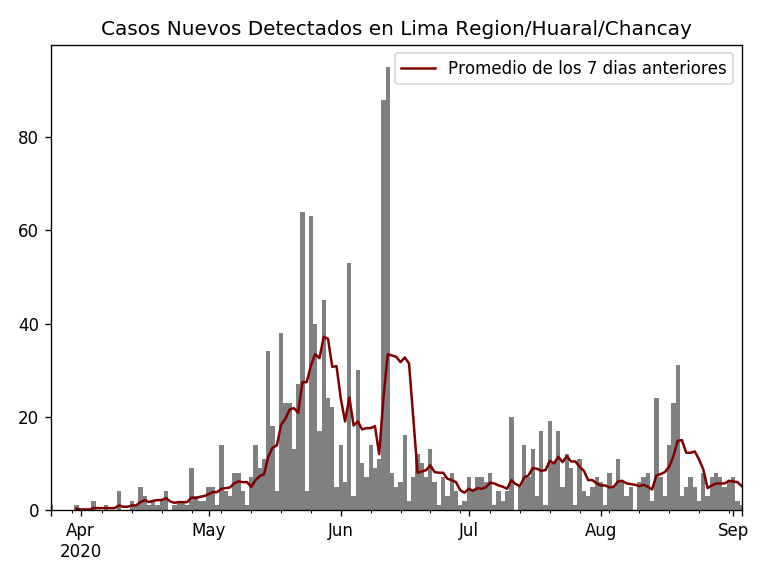 Casos Nuevos Detectados en Lima Region/Huaral/Chancay
Promedio de los 7 dias anteriores
80
60
40
20
0
Apr May Jun Jul Aug Sep
2020